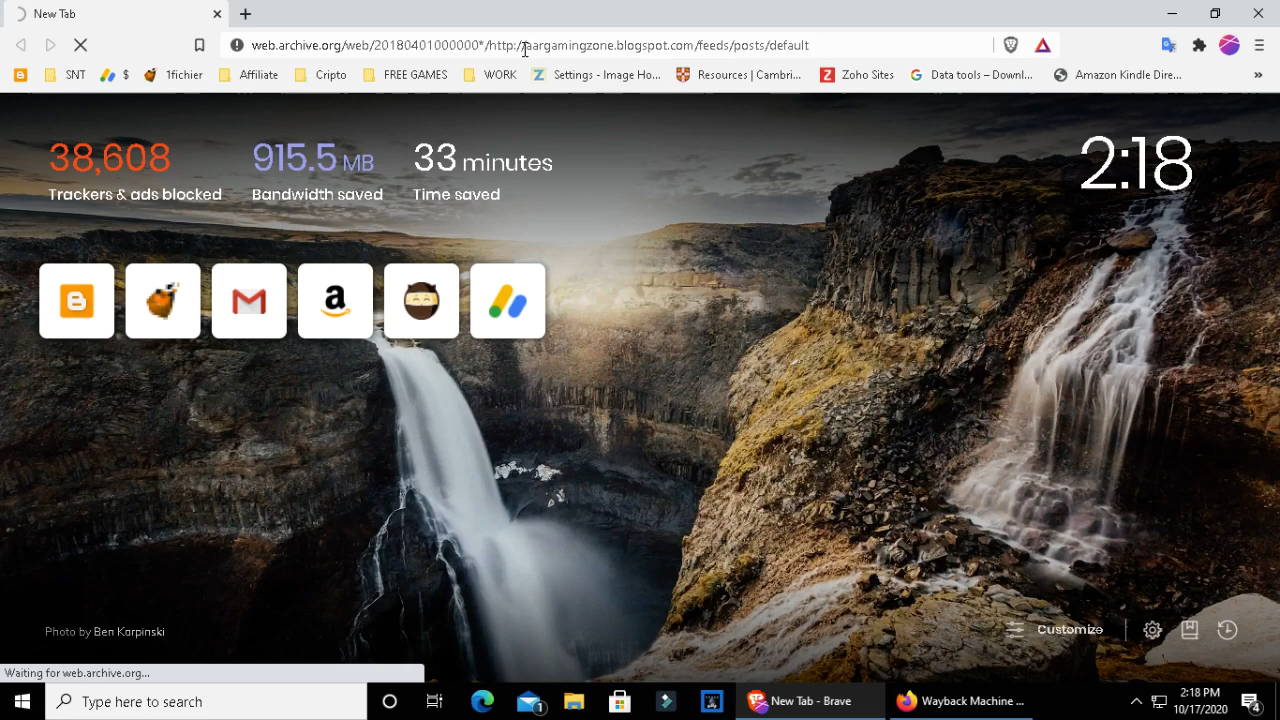 New Tab
web.archive.org/web/20180401000000*/http://
argamingzone.blogspot.com/feeds/posts/default
SNT
$
1fichier
Affiliate
Cripto
FREE GAMES
WORK
Settings - Image Ho...
Resources | Cambri...
Zoho Sites
Data tools – Downl...
Amazon Kindle Dire...
»
38,608
915.5 MB
33 minutes
2:18
Trackers & ads blocked
Bandwidth saved
Time saved
a
Photo by Ben Karpinski
Customize
Waiting for web.archive.org...
Type here to search
1
New Tab - Brave
Wayback Machine ...
2:18 PM
10/17/2020
4